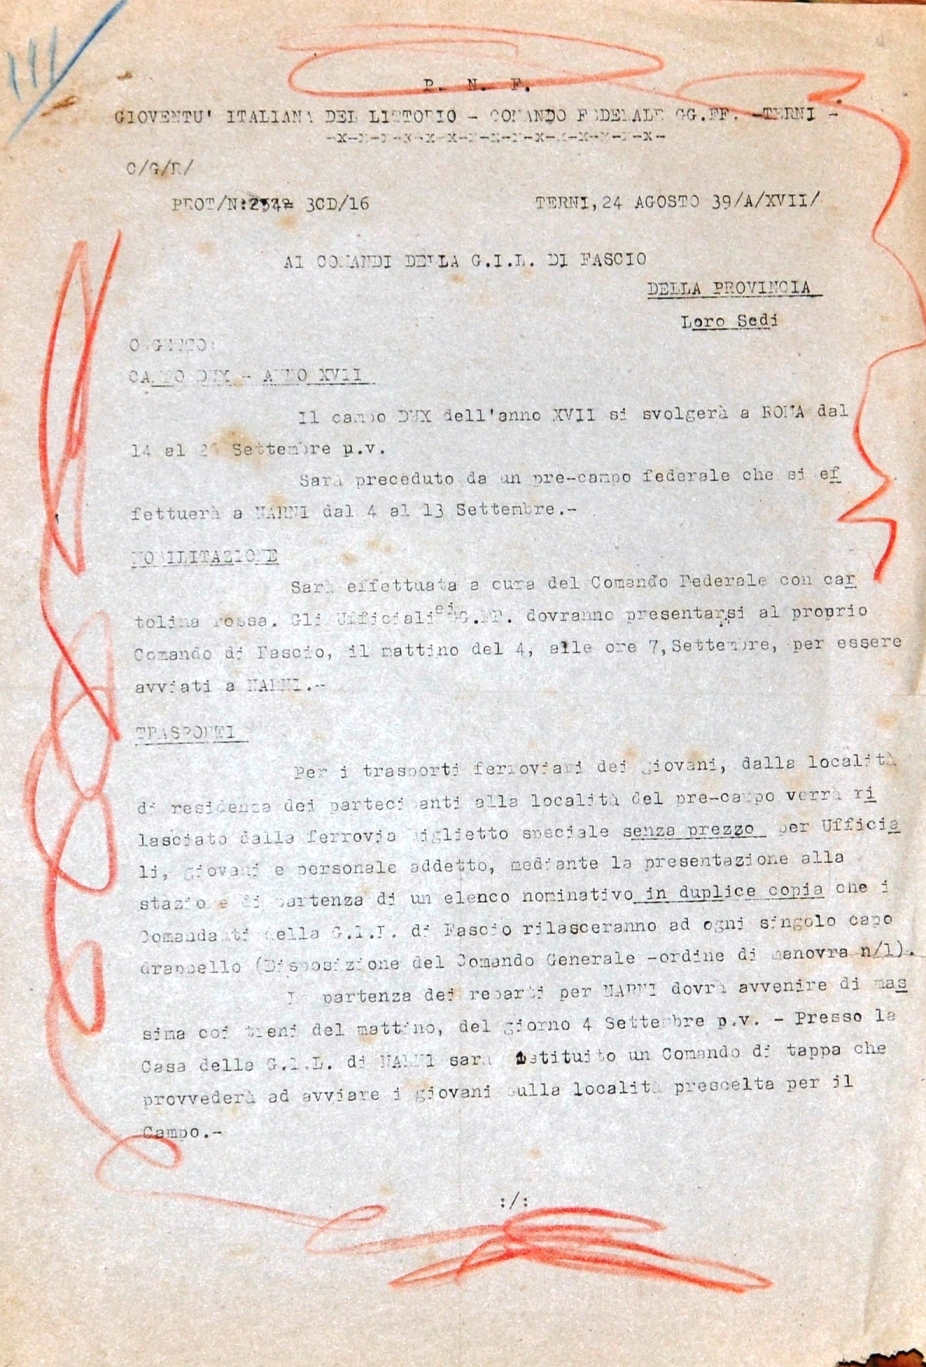 111
P. N. F.
GIOVENTU' ITALIANA DEL LITTORIO - COMANDO FEDERALE GG.FF. -TERNI -
-x-x-x-x-x-x-x-x-x-x-x-x-x-x-x-
C/G/R/
PROT/N: 3CD/16 TERNI,24 AGOSTO 39/A/XVII/
AI COMANDI DELLA G.I.L. DI FASCIO
DELLA PROVINCIA
Loro Sedi
OGGETTO:
CAMPO DUX - ANNO XVII
Il campo DUX dell'anno XVII si svolgerà a ROMA dal
14 al Settembre p.v.
Sarà preceduto da un pre-campo federale che si ef
fettuerà a NARNI dal 4 al 13 Settembre.-
MOBILITAZIONE
Sarà effettuata a cura del Comando Federale con car
tolina rossa. Gli Ufficiali e i GG.FF. dovranno presentarsi al proprio
Comando di Fascio, il mattino del 4, alle ore 7,Settembre, per essere
avviati a NARNI.-
TRASPORTI
Per i trasporti ferroviari dei giovani, dalla località
di residenza dei partecipanti alla località del pre-campo verrà ri
lasciato dalla ferrovia biglietto speciale senza prezzo per Ufficia
li, giovani e personale addetto, mediante la presentazione alla
stazione di partenza di un elenco nominativo in duplice copia che i
Comandanti della G.I.L. di Fascio rilasceranno ad ogni singolo capo
drappello (Disposizione del Comando Generale -ordine di manovra n/1).
La partenza dei reparti per NARNI dovrà avvenire di mas
sima coi treni del mattino, del giorno 4 Settembre p.v. - Presso la
Casa della G.I.L. di NARNI sarà istituito un Comando di tappa che
provvederà ad avviare i giovani sulla località prescelta per il
Campo.-
:/: